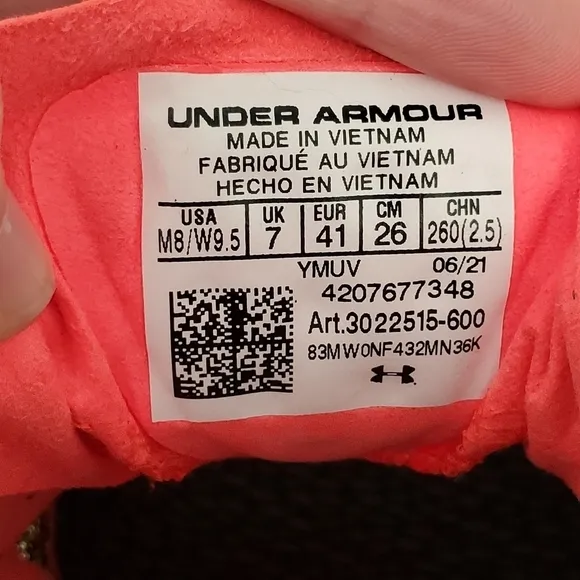 UNDER ARMOUR
MADE IN VIETNAM
FABRIQUÉ AU VIETNAM
HECHO EN VIETNAM
USA UK EUR CM CHN
M8/W9.5 7 41 26 260(2.5)
YMUV 06/21
4207677348
Art.3022515-600
83MW0NF432MN36K